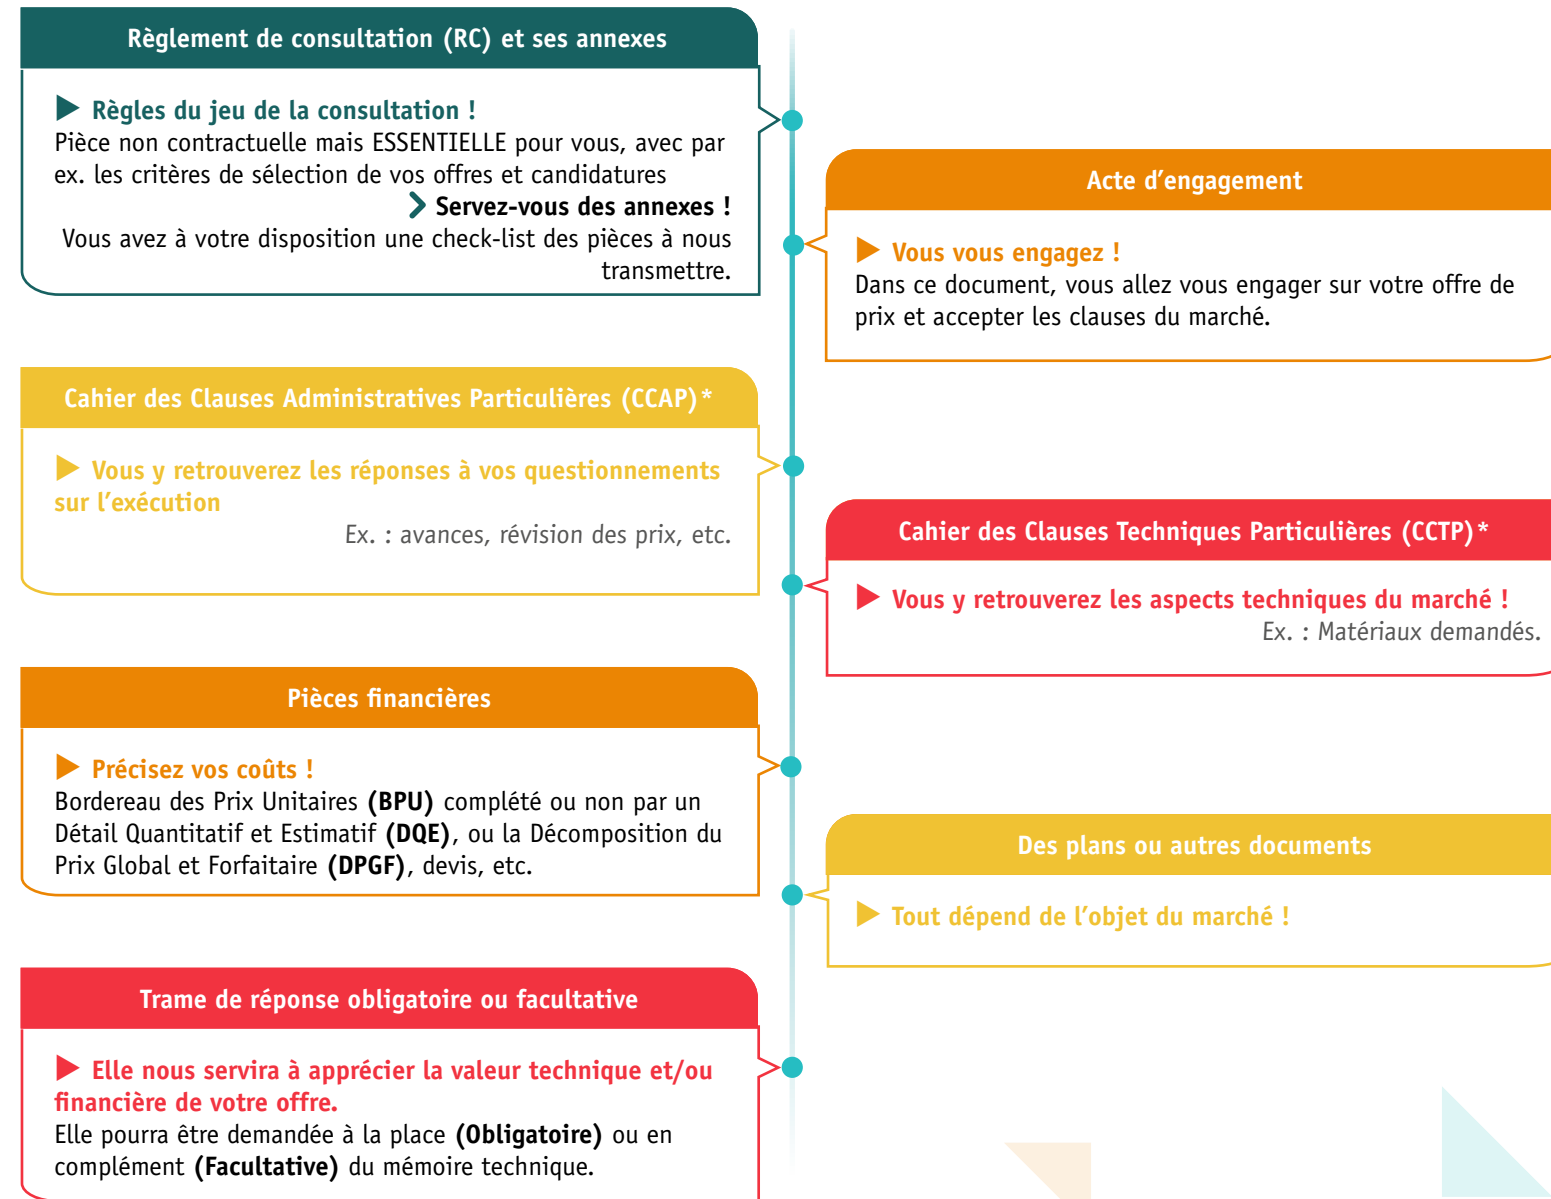 Règlement de consultation (RC) et ses annexes
Règles du jeu de la consultation !
Pièce non contractuelle mais ESSENTIELLE pour vous, avec par
ex. les critères de sélection de vos offres et candidatures
Servez-vous des annexes !
Vous avez à votre disposition une check-list des pièces à nous
transmettre.
Acte d’engagement
Vous vous engagez !
Dans ce document, vous allez vous engager sur votre offre de
prix et accepter les clauses du marché.
Cahier des Clauses Administratives Particulières (CCAP)*
Vous y retrouverez les réponses à vos questionnements
sur l’exécution
Ex. : avances, révision des prix, etc.
Cahier des Clauses Techniques Particulières (CCTP)*
Vous y retrouverez les aspects techniques du marché !
Ex. : Matériaux demandés.
Pièces financières
Précisez vos coûts !
Bordereau des Prix Unitaires (BPU) complété ou non par un
Détail Quantitatif et Estimatif (DQE), ou la Décomposition du
Prix Global et Forfaitaire (DPGF), devis, etc.
Des plans ou autres documents
Tout dépend de l’objet du marché !
Trame de réponse obligatoire ou facultative
Elle nous servira à apprécier la valeur technique et/ou
financière de votre offre.
Elle pourra être demandée à la place (Obligatoire) ou en
complément (Facultative) du mémoire technique.